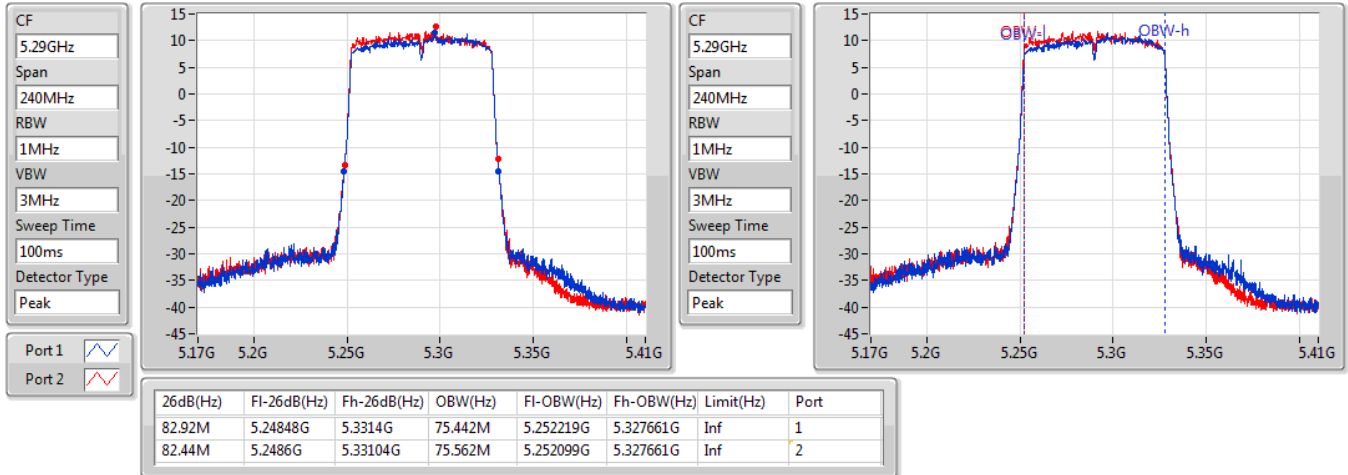 CF
5.29GHz
Span
240MHz
RBW
1MHz
VBW
3MHz
Sweep Time
100ms
Detector Type
Peak
15-
10-
5-
0-
-5-
-10-
-15-
-20-
-25-
-30-
-35-
-40-
-45-
5.17G 5.2G 5.25G 5.3G 5.35G 5.41G
CF
5.29GHz
Span
240MHz
RBW
1MHz
VBW
3MHz
Sweep Time
100ms
Detector Type
Peak
15-
10-
5-
0-
-5-
-10-
-15-
-20-
-25-
-30-
-35-
-40-
-45-
OBW-l OBW-h
5.17G 5.2G 5.25G 5.3G 5.35G 5.41G
Port 1
Port 2
26dB(Hz) Fl-26dB(Hz) Fh-26dB(Hz) OBW(Hz) Fl-OBW(Hz) Fh-OBW(Hz) Limit(Hz) Port
82.92M 5.24848G 5.3314G 75.442M 5.252219G 5.327661G Inf 1
82.44M 5.2486G 5.33104G 75.562M 5.252099G 5.327661G Inf 2